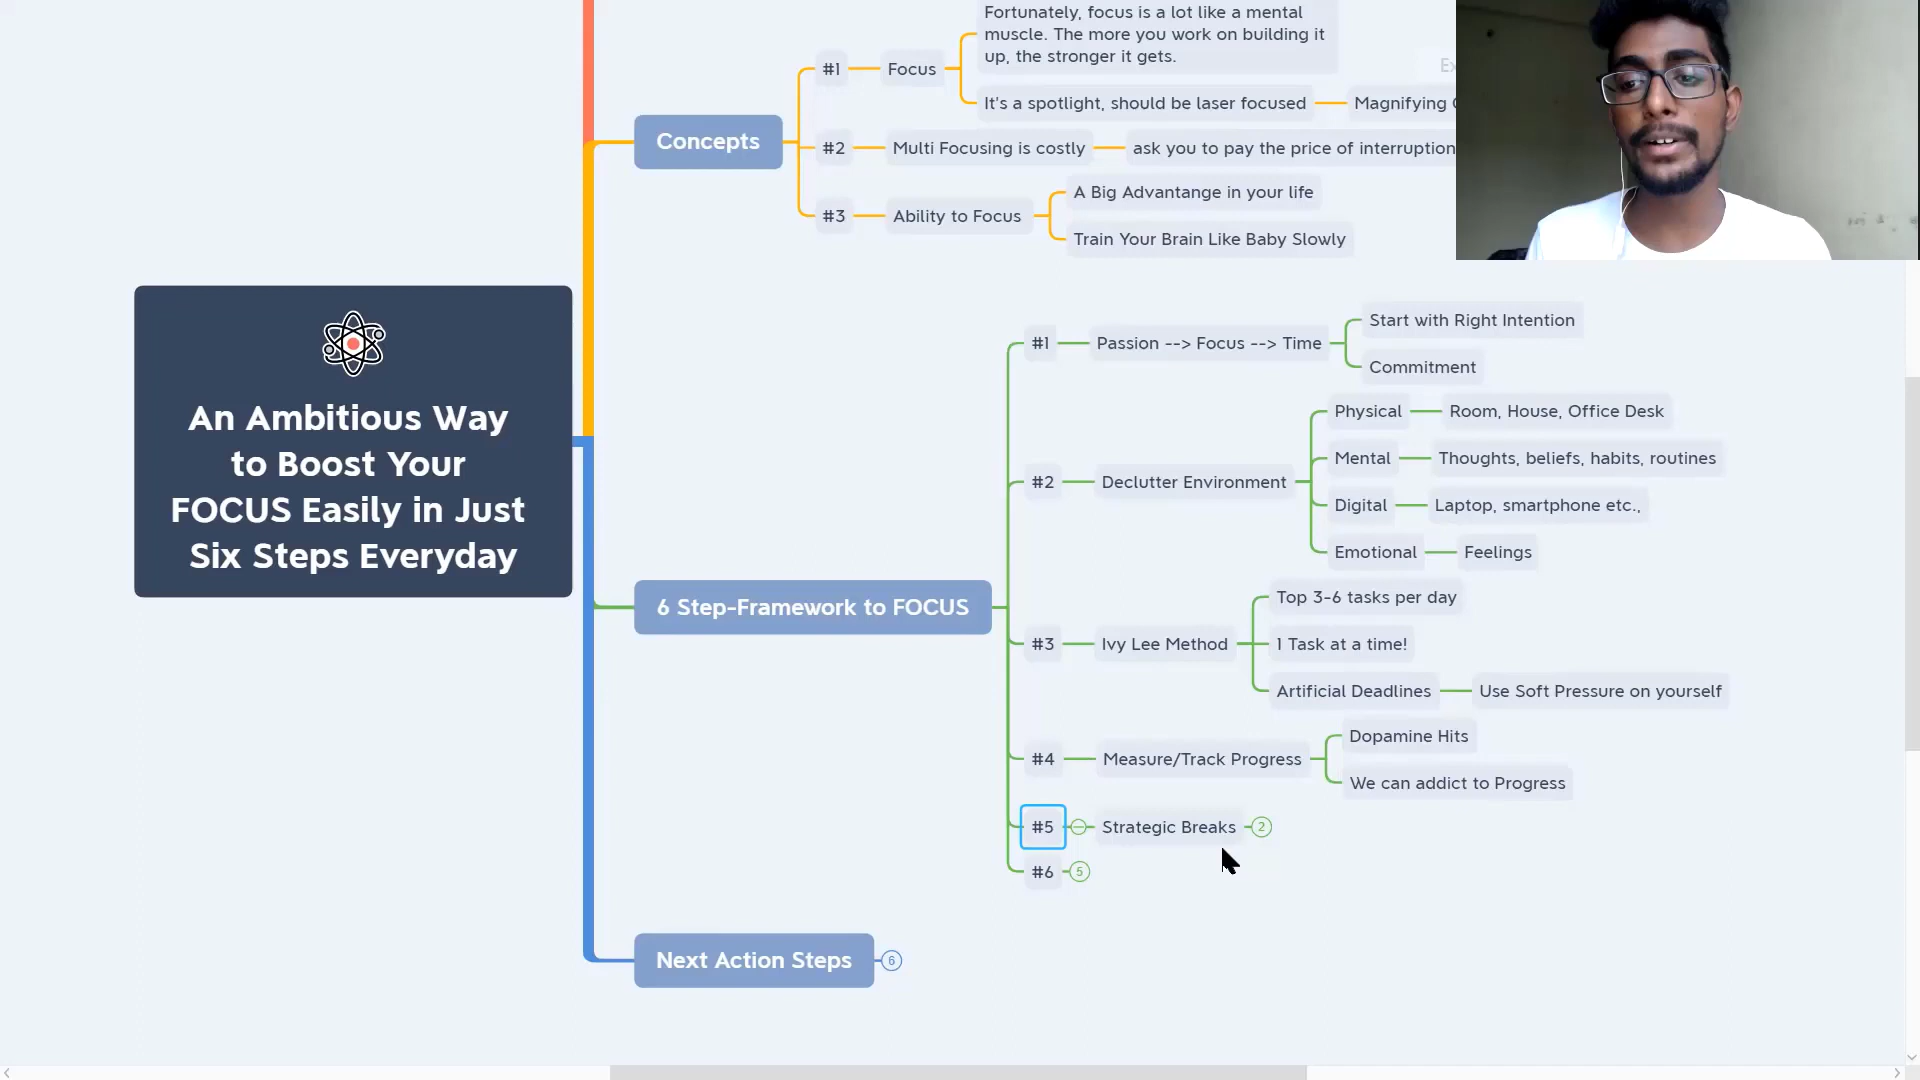 Fortunately, focus is a lot like a mental
muscle. The more you work on building it
up, the stronger it gets.
#1
Focus
It's a spotlight, should be laser focused
Magnifying
Concepts
#2
Multi Focusing is costly
ask you to pay the price of interruption
#3
Ability to Focus
A Big Advantange in your life
Train Your Brain Like Baby Slowly
An Ambitious Way
to Boost Your
FOCUS Easily in Just
Six Steps Everyday
6 Step-Framework to FOCUS
#1
Passion --> Focus --> Time
Start with Right Intention
Commitment
#2
Declutter Environment
Physical
Room, House, Office Desk
Mental
Thoughts, beliefs, habits, routines
Digital
Laptop, smartphone etc.,
Emotional
Feelings
#3
Ivy Lee Method
Top 3-6 tasks per day
1 Task at a time!
Artificial Deadlines
Use Soft Pressure on yourself
#4
Measure/Track Progress
Dopamine Hits
We can addict to Progress
#5
Strategic Breaks
2
#6
5
Next Action Steps
6